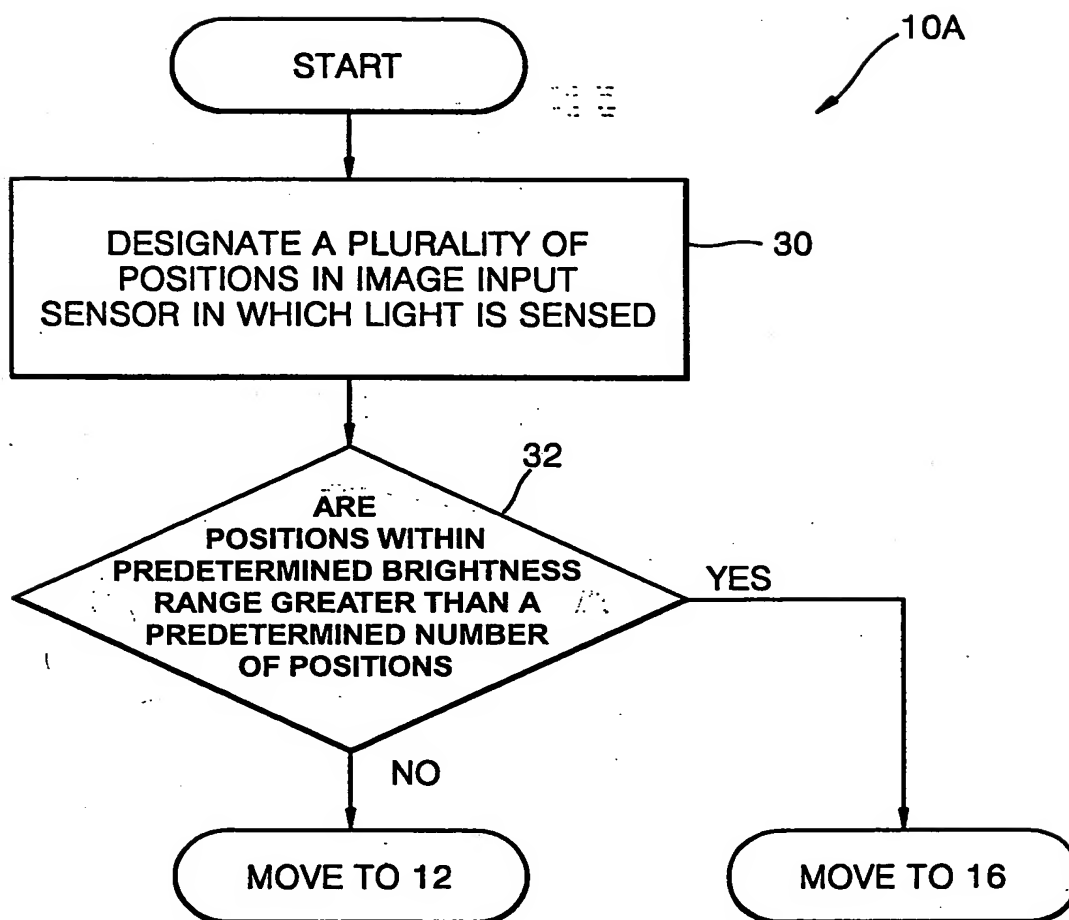 10A
START
DESIGNATE A PLURALITY OF
POSITIONS IN IMAGE INPUT
SENSOR IN WHICH LIGHT IS SENSED
30
32
ARE
POSITIONS WITHIN
PREDETERMINED BRIGHTNESS
RANGE GREATER THAN A
PREDETERMINED NUMBER
OF POSITIONS
YES
NO
MOVE TO 12
MOVE TO 16